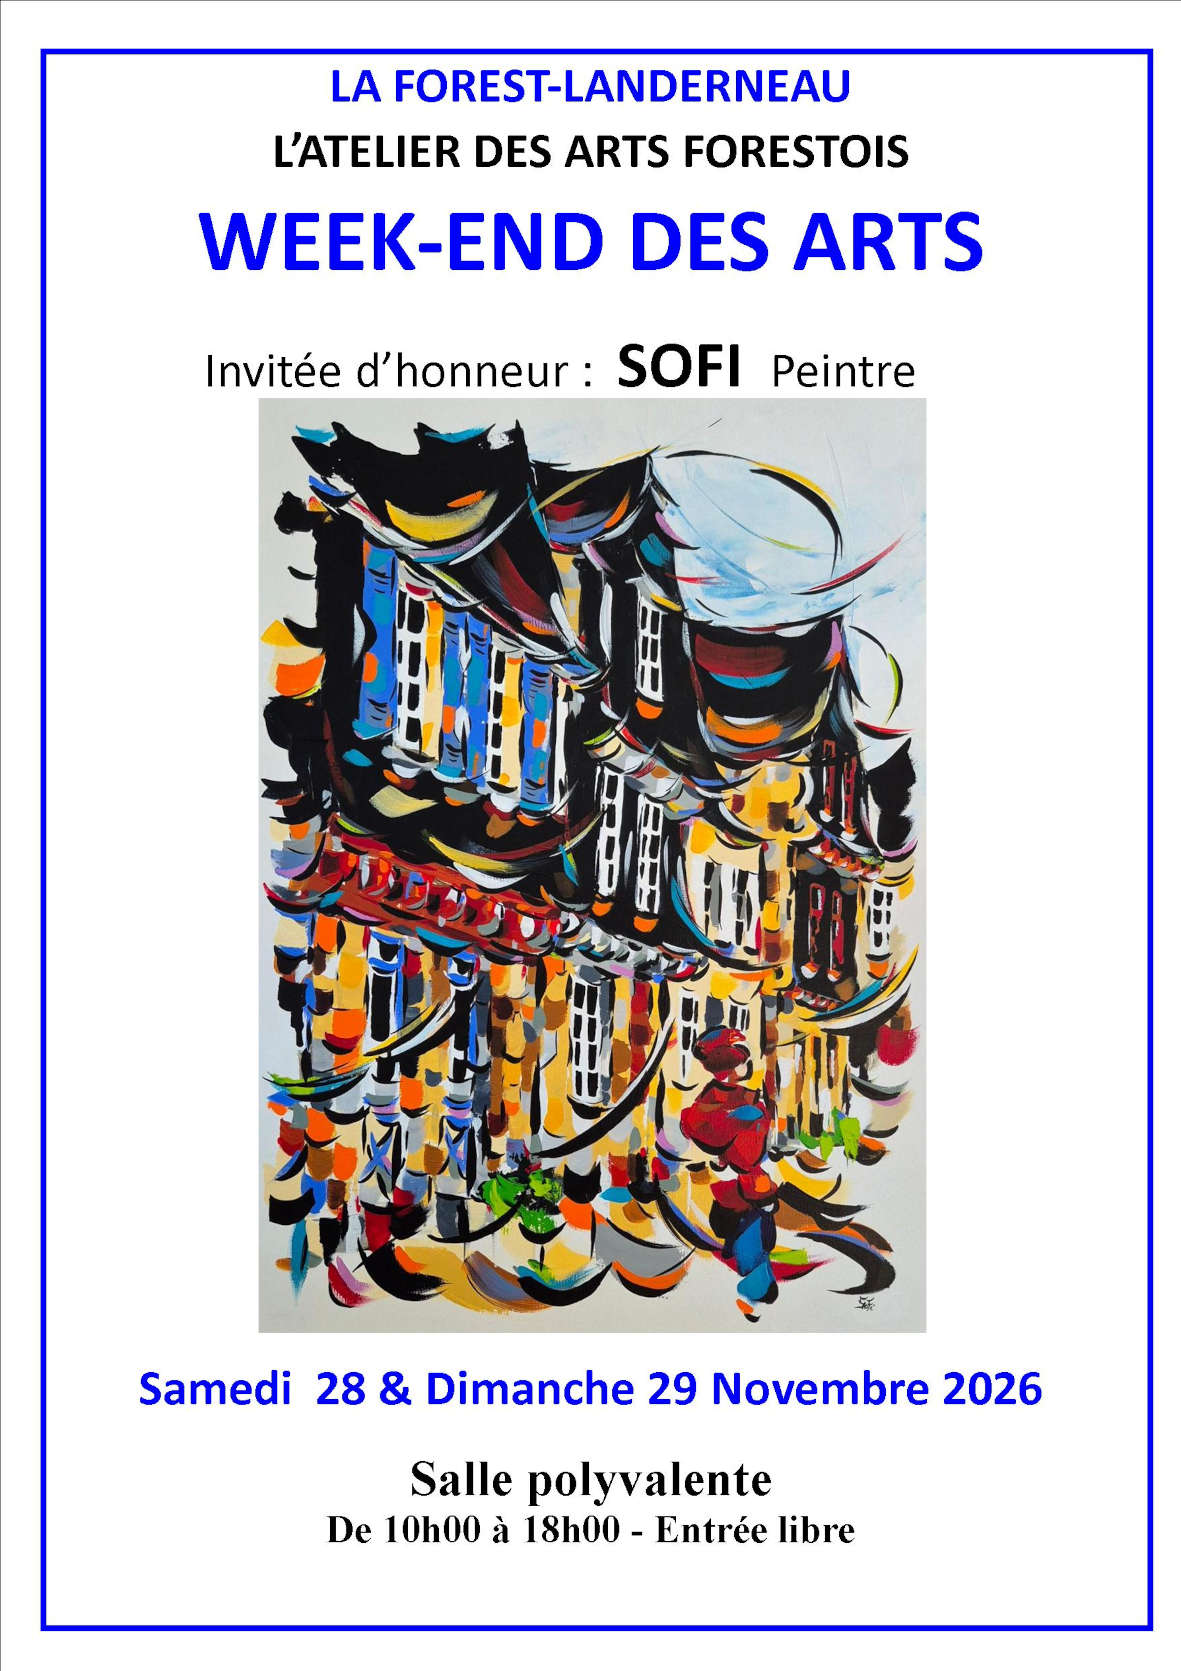 LA FOREST-LANDERNEAU
L’ATELIER DES ARTS FORESTOIS
WEEK-END DES ARTS
Invitée d’honneur : SOFI Peintre
Samedi 28 & Dimanche 29 Novembre 2026
Salle polyvalente
De 10h00 à 18h00 - Entrée libre